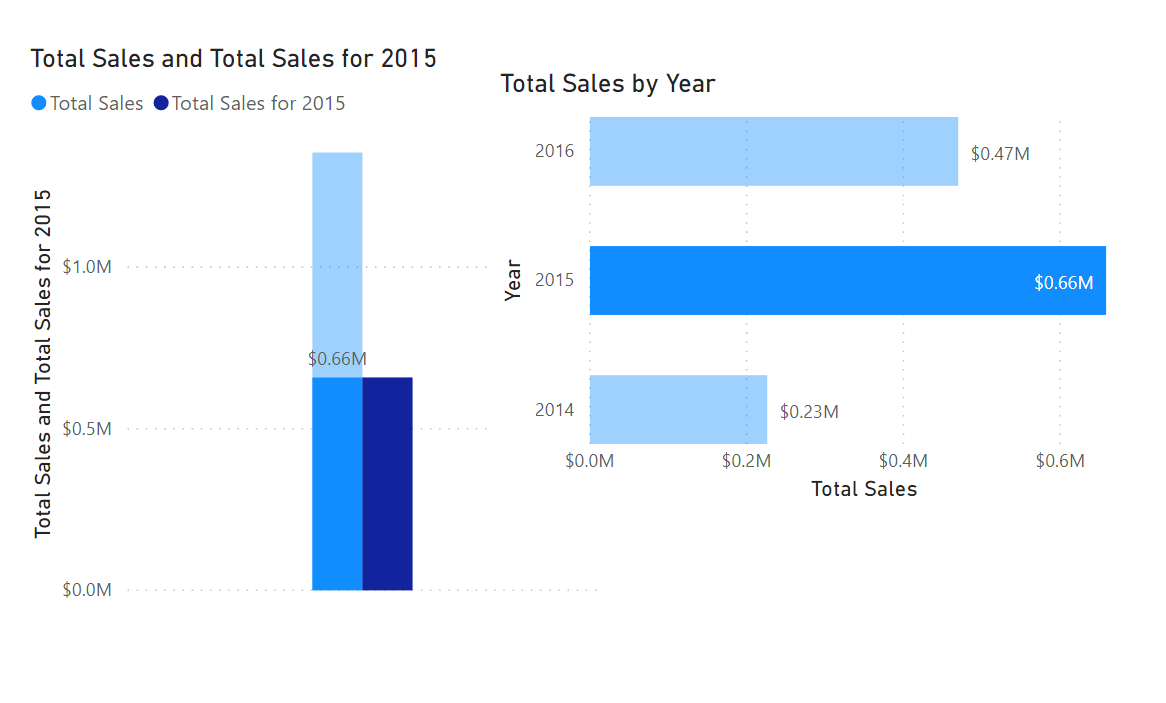 Total Sales and Total Sales for 2015
Total Sales Total Sales for 2015
Total Sales and Total Sales for 2015
$1.0M
$0.66M
$0.5M
$0.0M
Total Sales by Year
Year
2016
$0.47M
2015
$0.66M
2014
$0.23M
$0.0M $0.2M $0.4M $0.6M
Total Sales